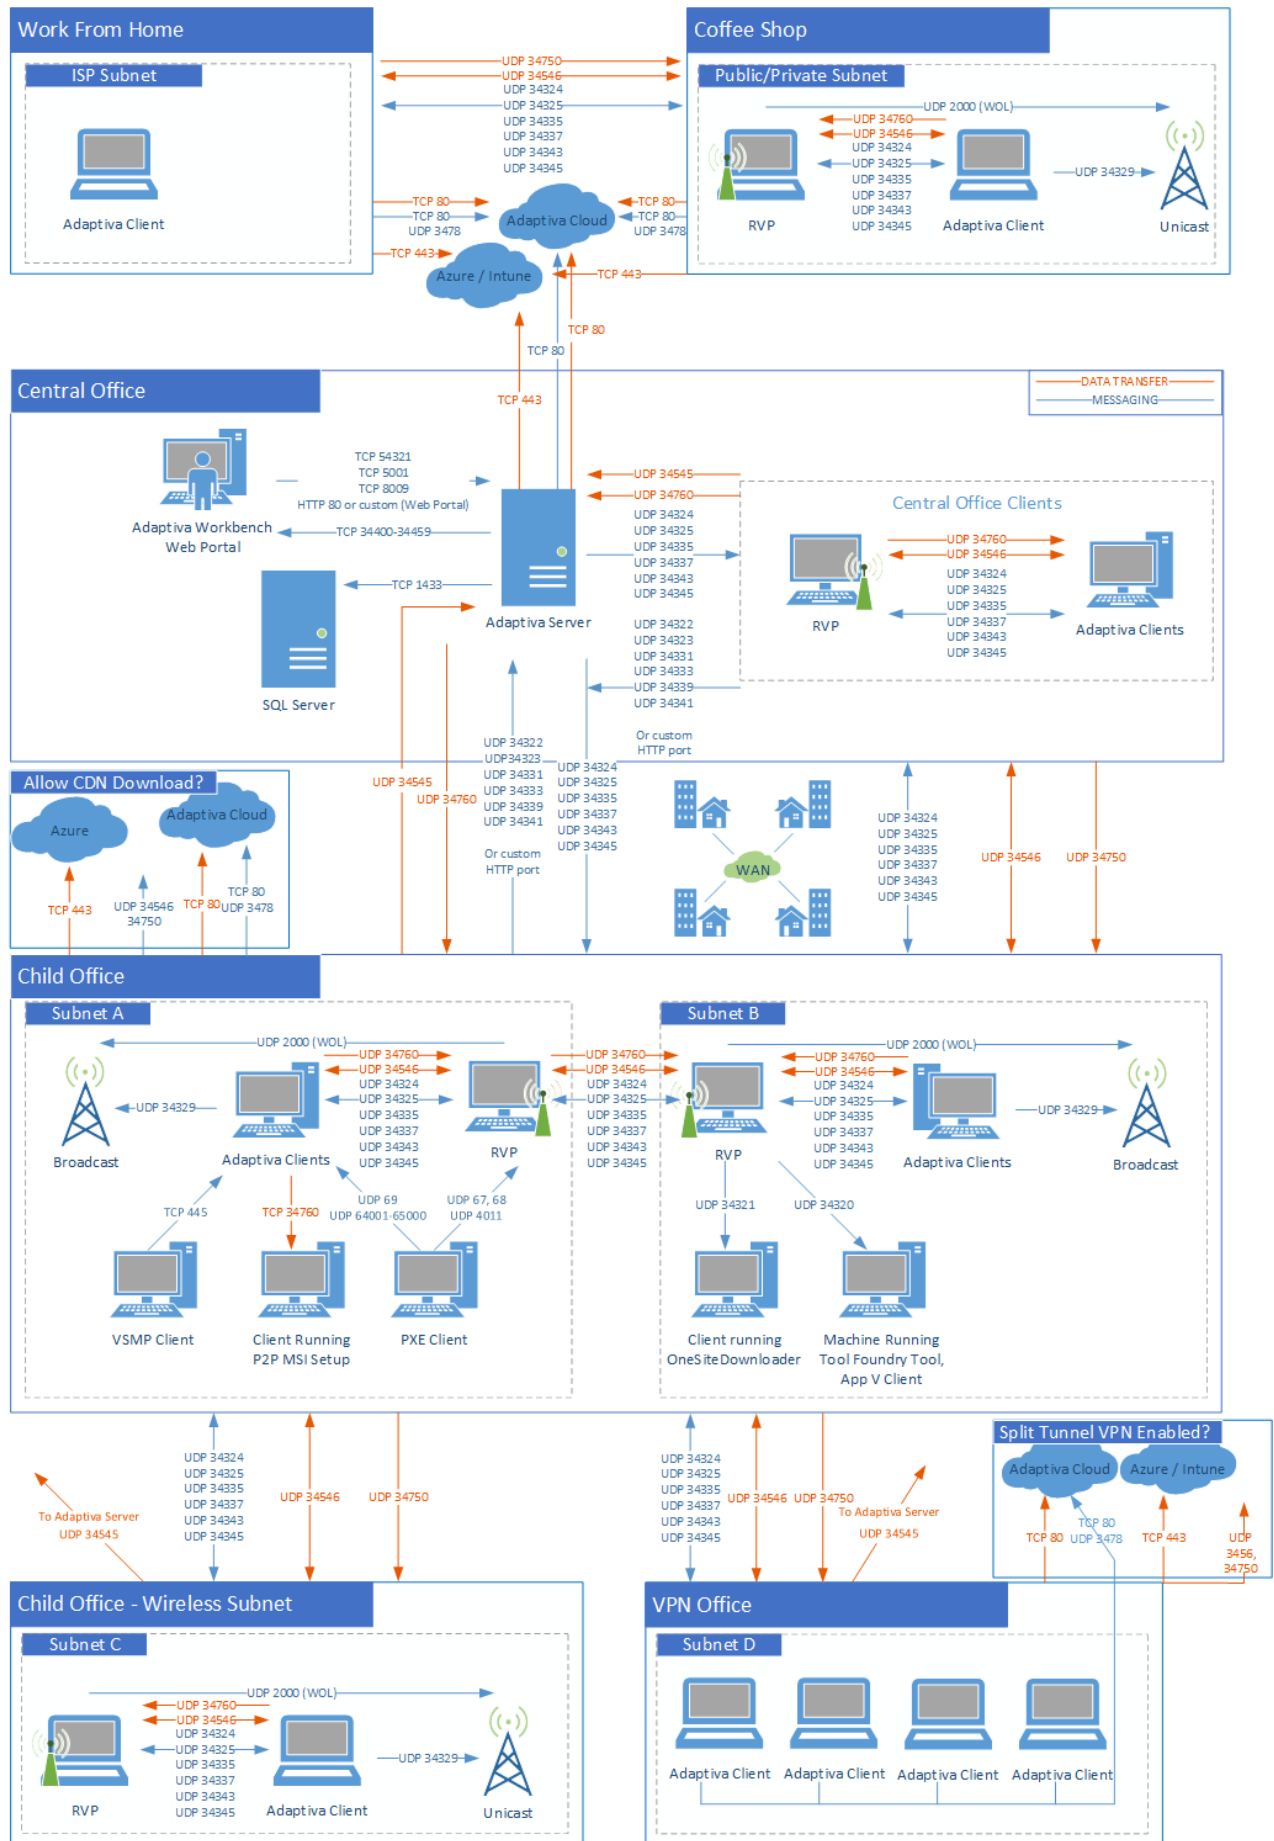 Work From Home
ISP Subnet
Adaptiva Client
UDP 34750
UDP 34546
UDP 34324
UDP 34325
UDP 34335
UDP 34337
UDP 34343
UDP 34345
Coffee Shop
Public/Private Subnet
UDP 2000 (WOL)
UDP 34760
UDP 34546
UDP 34324
UDP 34325
UDP 34335
UDP 34337
UDP 34343
UDP 34345
UDP 34329
RVP
Adaptiva Client
Unicast
TCP 80
TCP 80
UDP 3478
Adaptiva Cloud
TCP 80
TCP 80
UDP 3478
TCP 443
Azure / Intune
TCP 443
TCP 80
TCP 80
TCP 443
Central Office
DATA TRANSFER
MESSAGING
TCP 54321
TCP 5001
TCP 8009
HTTP 80 or custom (Web Portal)
Adaptiva Workbench
Web Portal
TCP 34400-34459
TCP 1433
SQL Server
Adaptiva Server
UDP 34545
UDP 34760
UDP 34324
UDP 34325
UDP 34335
UDP 34337
UDP 34343
UDP 34345
UDP 34322
UDP 34323
UDP 34331
UDP 34333
UDP 34339
UDP 34341
Or custom
HTTP port
Central Office Clients
UDP 34760
UDP 34546
UDP 34324
UDP 34325
UDP 34335
UDP 34337
UDP 34343
UDP 34345
RVP
Adaptiva Clients
Allow CDN Download?
Azure
Adaptiva Cloud
TCP 443
UDP 34546
34750
TCP 80
TCP 80
UDP 3478
UDP 34545
UDP 34760
UDP 34322
UDP34323
UDP 34331
UDP 34333
UDP 34339
UDP 34341
Or custom
HTTP port
UDP 34324
UDP 34325
UDP 34335
UDP 34337
UDP 34343
UDP 34345
WAN
UDP 34324
UDP 34325
UDP 34335
UDP 34337
UDP 34343
UDP 34345
UDP 34546
UDP 34750
Child Office
Subnet A
UDP 2000 (WOL)
UDP 34760
UDP 34546
UDP 34324
UDP 34325
UDP 34335
UDP 34337
UDP 34343
UDP 34345
UDP 34329
Broadcast
Adaptiva Clients
RVP
TCP 445
TCP 34760
UDP 69
UDP 64001-65000
UDP 67, 68
UDP 4011
VSMP Client
Client Running
P2P MSI Setup
PXE Client
UDP 34760
UDP 34546
UDP 34324
UDP 34325
UDP 34335
UDP 34337
UDP 34343
UDP 34345
Subnet B
UDP 2000 (WOL)
UDP 34760
UDP 34546
UDP 34324
UDP 34325
UDP 34335
UDP 34337
UDP 34343
UDP 34345
UDP 34329
RVP
Adaptiva Clients
Broadcast
UDP 34321
UDP 34320
Client running
OneSiteDownloader
Machine Running
Tool Foundry Tool,
App V Client
To Adaptiva Server
UDP 34545
UDP 34324
UDP 34325
UDP 34335
UDP 34337
UDP 34343
UDP 34345
UDP 34546
UDP 34750
UDP 34324
UDP 34325
UDP 34335
UDP 34337
UDP 34343
UDP 34345
UDP 34546
UDP 34750
To Adaptiva Server
UDP 34545
Split Tunnel VPN Enabled?
Adaptiva Cloud
Azure / Intune
TCP 80
TCP 80
UDP 3478
TCP 443
UDP
3456,
34750
Child Office - Wireless Subnet
Subnet C
UDP 2000 (WOL)
UDP 34760
UDP 34546
UDP 34324
UDP 34325
UDP 34335
UDP 34337
UDP 34343
UDP 34345
UDP 34329
RVP
Adaptiva Client
Unicast
VPN Office
Subnet D
Adaptiva Client
Adaptiva Client
Adaptiva Client
Adaptiva Client